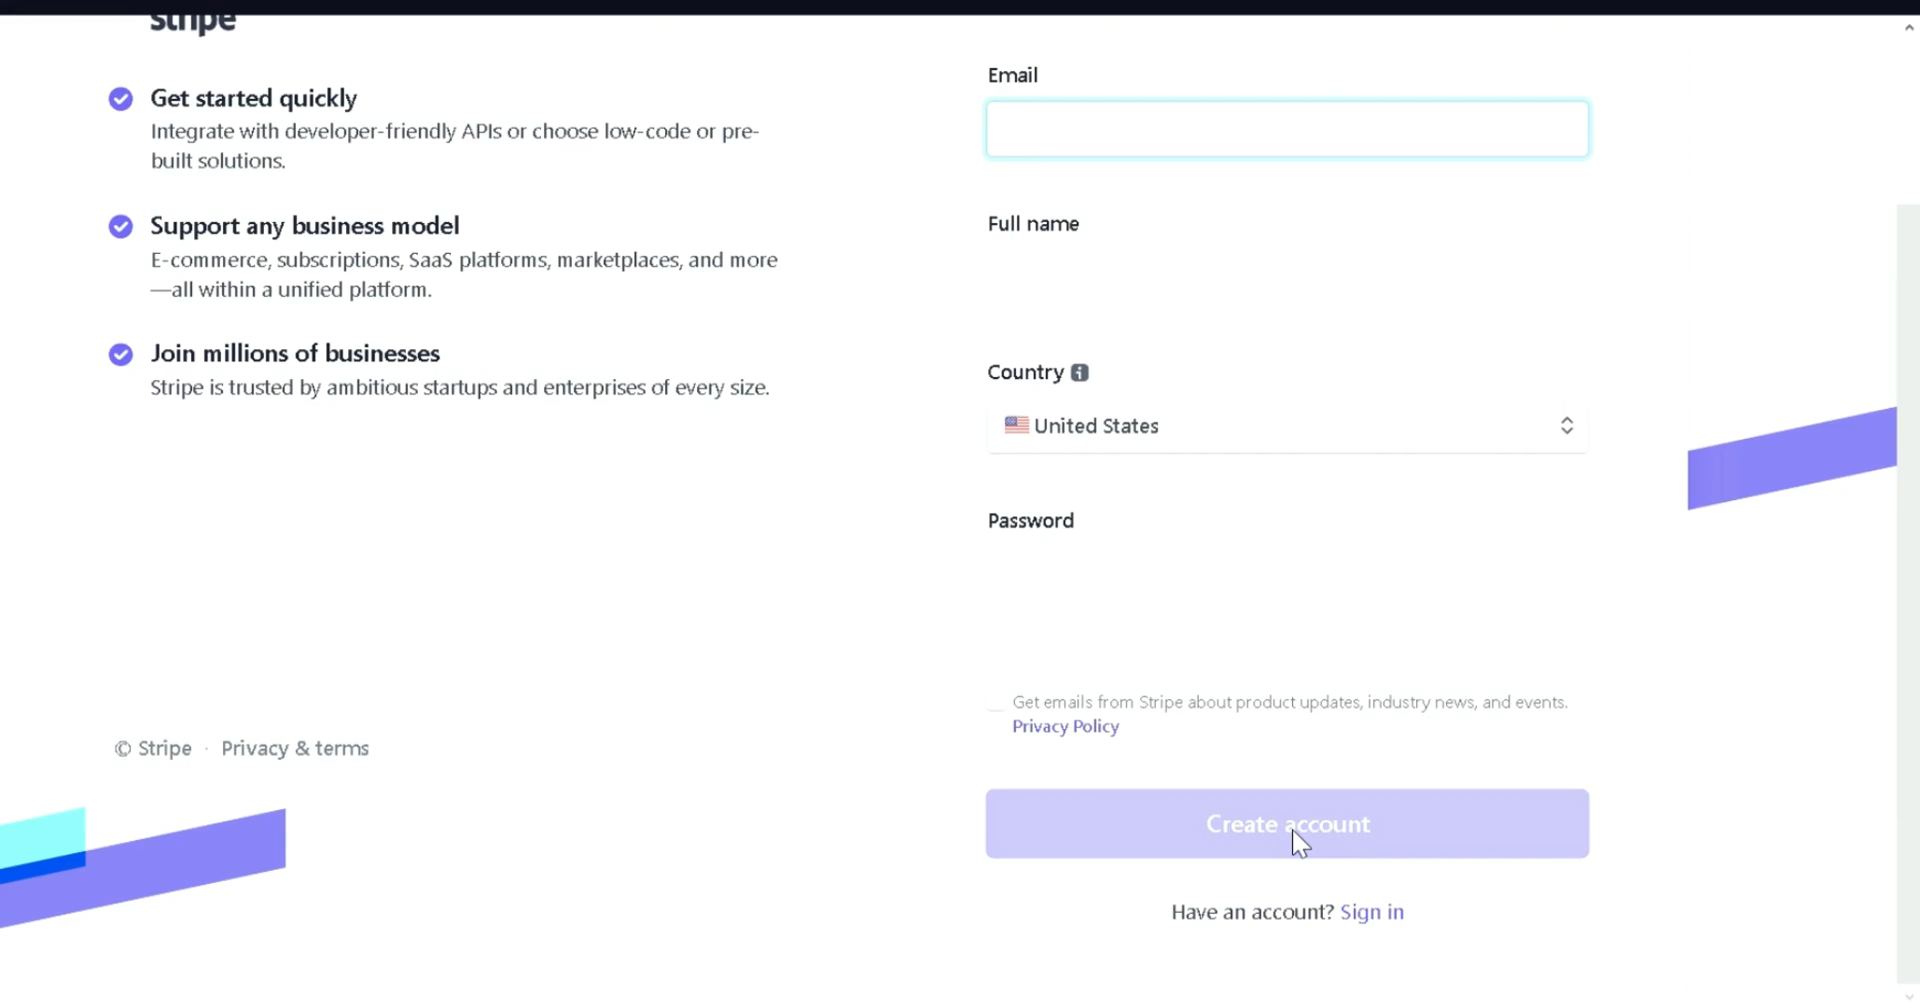 stripe
Get started quickly
Integrate with developer-friendly APIs or choose low-code or pre-
built solutions.
Support any business model
E-commerce, subscriptions, SaaS platforms, marketplaces, and more
—all within a unified platform.
Join millions of businesses
Stripe is trusted by ambitious startups and enterprises of every size.
© Stripe · Privacy & terms
Email
Full name
Country
United States
Password
Get emails from Stripe about product updates, industry news, and events.
Privacy Policy
Create account
Have an account? Sign in